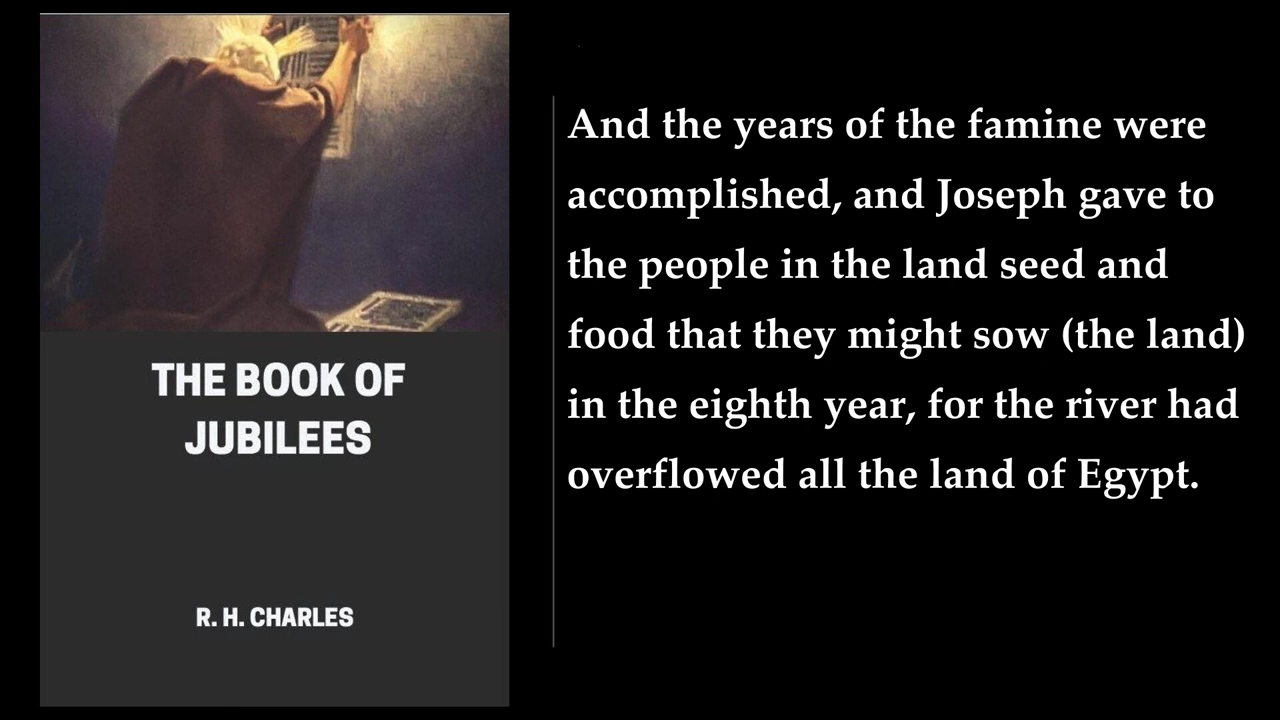 THE BOOK OF
JUBILEES
R. H. CHARLES
And the years of the famine were
accomplished, and Joseph gave to
the people in the land seed and
food that they might sow (the land)
in the eighth year, for the river had
overflowed all the land of Egypt.